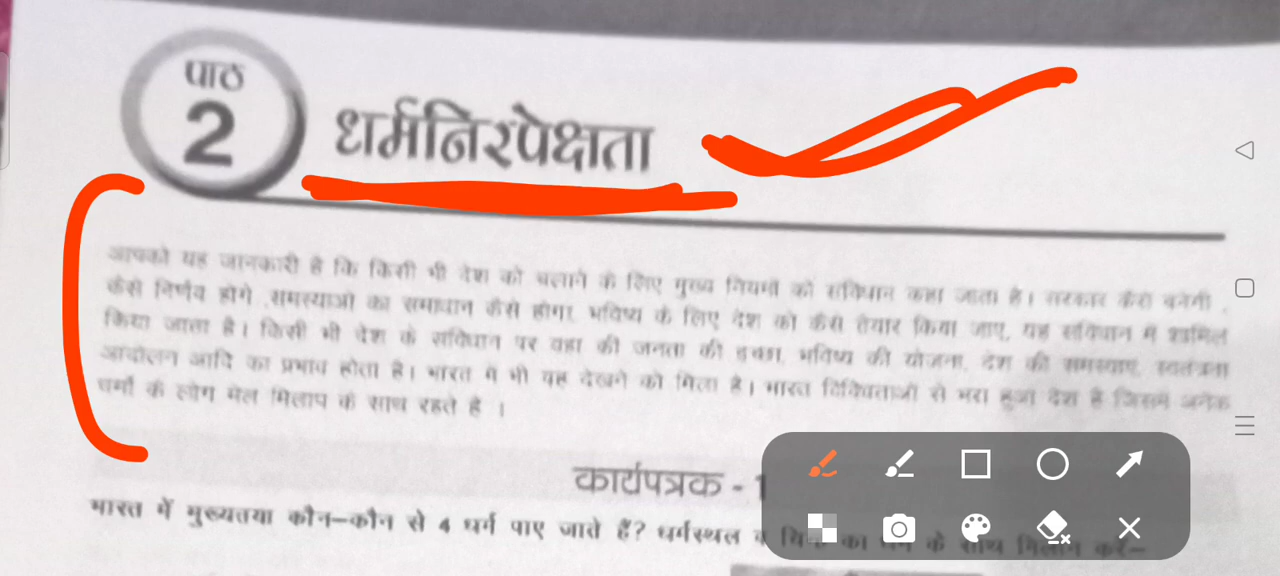 पाठ
2
धर्मनिरपेक्षता
आपको यह जानकारी है कि किसी भी देश को चलाने के लिए मुख्य नियमों को संविधान कहा जाता है। सरकार कैसे बनेगी,
कैसे निर्णय होंगे, समस्याओं का समाधान कैसे होगा, भविष्य के लिए देश को कैसे तैयार किया जाए, यह संविधान में शामिल
किया जाता है। किसी भी देश के संविधान पर वहां की जनता की इच्छा, भविष्य की योजना, देश की समस्याएं, स्वतंत्रता
आंदोलन आदि का प्रभाव होता है। भारत में भी यह देखने को मिला है। भारत विविधताओं से भरा हुआ देश है जिसमें अनेक
धर्मों के लोग मेल मिलाप के साथ रहते हैं ।
कार्यपत्रक - 1
भारत में मुख्यतया कौन-कौन से 4 धर्म पाए जाते हैं? धर्मस्थल व चिन्ह का धर्म के साथ मिलान करें-